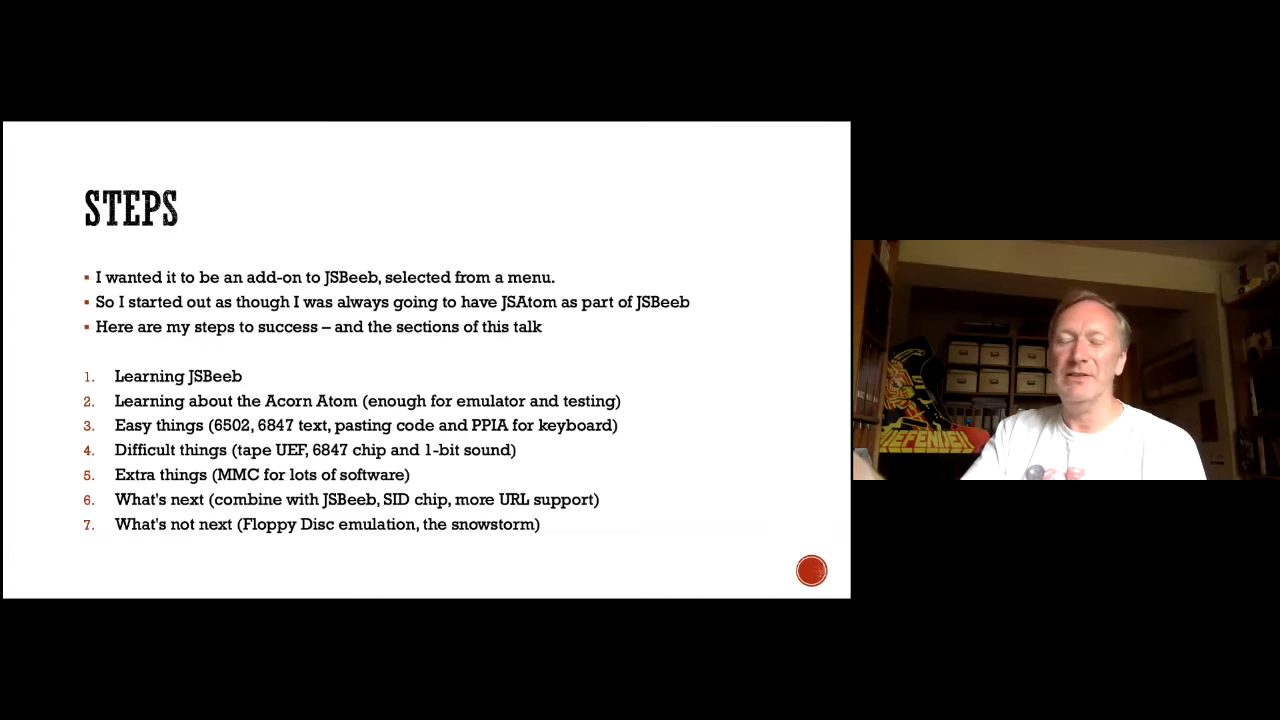 STEPS
▪ I wanted it to be an add-on to JSBeeb, selected from a menu.
▪ So I started out as though I was always going to have JSAtom as part of JSBeeb
▪ Here are my steps to success – and the sections of this talk
1. Learning JSBeeb
2. Learning about the Acorn Atom (enough for emulator and testing)
3. Easy things (6502, 6847 text, pasting code and PPIA for keyboard)
4. Difficult things (tape UEF, 6847 chip and 1-bit sound)
5. Extra things (MMC for lots of software)
6. What's next (combine with JSBeeb, SID chip, more URL support)
7. What's not next (Floppy Disc emulation, the snowstorm)
DEFENDER